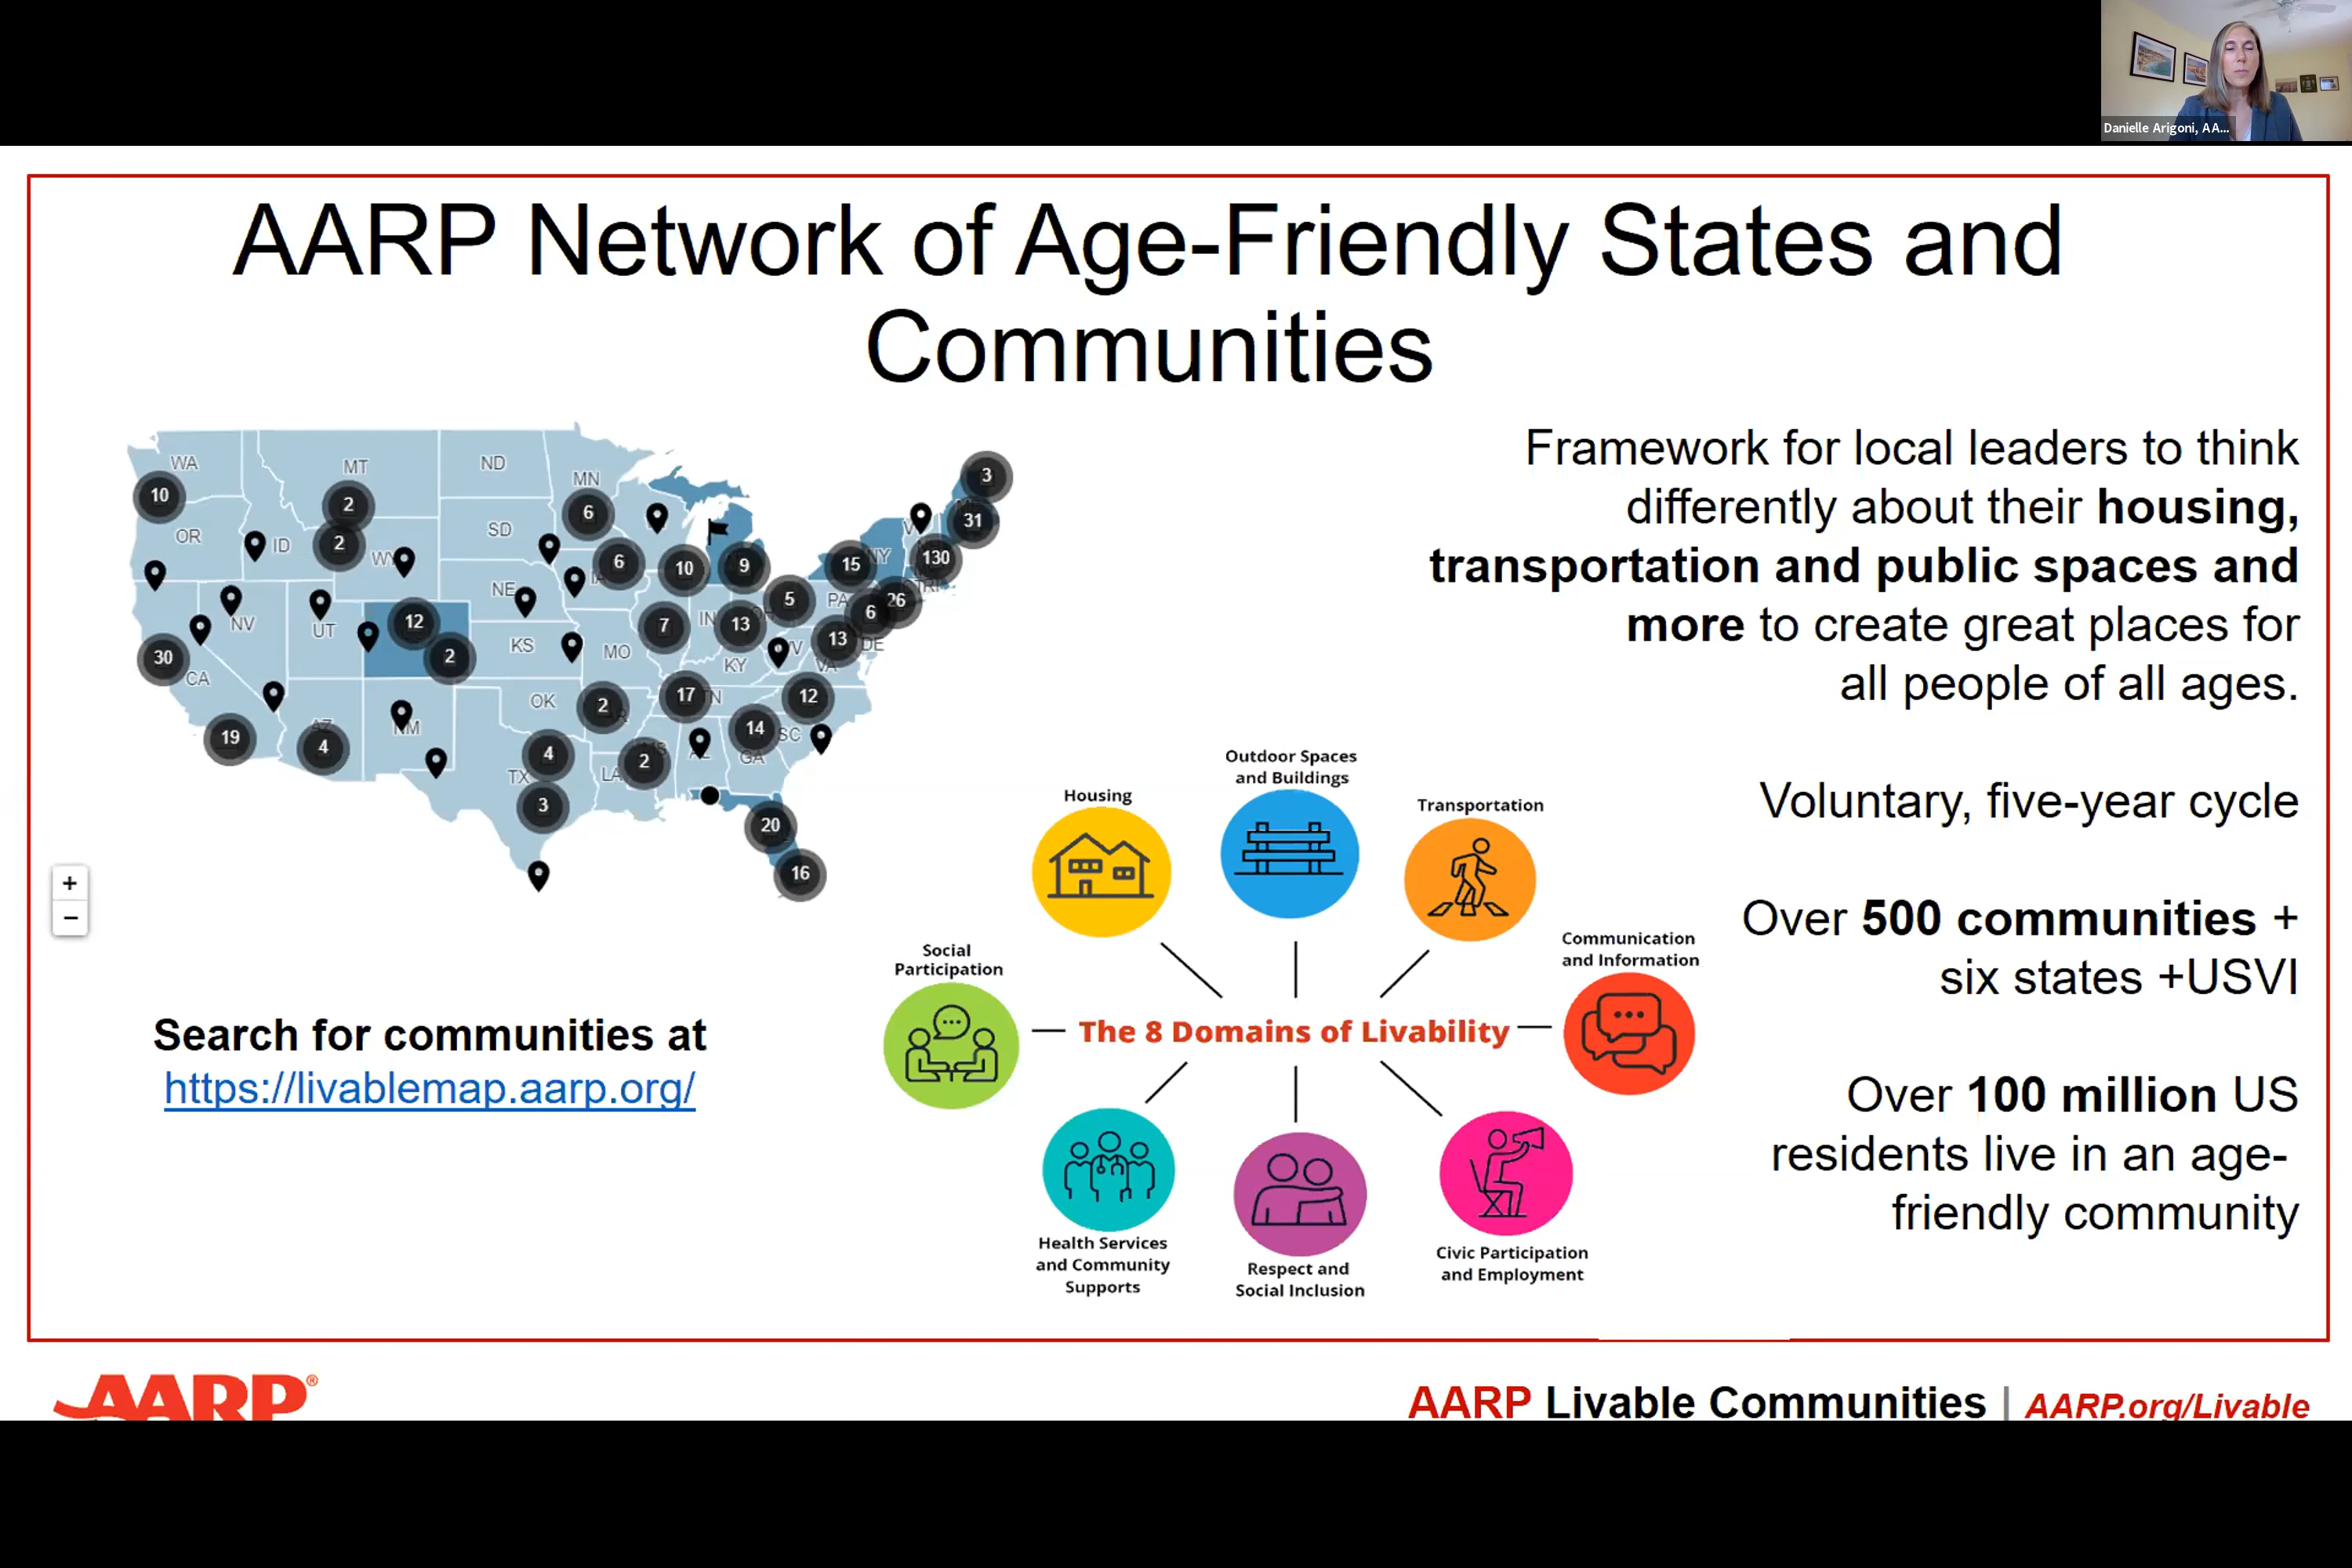 Danielle Arigoni, AA...
AARP Network of Age-Friendly States and
Communities
WA
MT
ND
MN
OR
ID
WY
SD
NE
IA
NV
UT
CA
KS
MO
IN
OH
PA
NY
RI
DE
KY
WV
VA
TN
OK
AR
AZ
NM
SC
GA
AL
MS
LA
TX
3
10
2
6
31
2
6
10
9
15
130
5
26
6
12
7
13
13
30
2
17
12
2
19
4
14
4
2
3
20
16
+
−
Search for communities at
https://livablemap.aarp.org/
Outdoor Spaces
and Buildings
Housing
Transportation
Communication
and Information
Social
Participation
The 8 Domains of Livability
Health Services
and Community
Supports
Respect and
Social Inclusion
Civic Participation
and Employment
Framework for local leaders to think
differently about their housing,
transportation and public spaces and
more to create great places for
all people of all ages.
Voluntary, five-year cycle
Over 500 communities +
six states +USVI
Over 100 million US
residents live in an age-
friendly community
AARP®
AARP Livable Communities | AARP.org/Livable